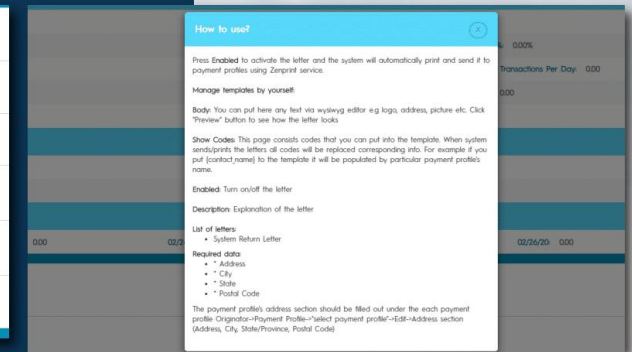 How to use?
X
Press Enabled to activate the letter and the system will automatically print and send it to
payment profiles using Zenprint service.
Manage templates by yourself:
Body: You can put here any text via wysiwyg editor e.g logo, address, picture etc. Click
"Preview" button to see how the letter looks
Show Codes: This page consists codes that you can put into the template. When system
sends/prints the letters all codes will be replaced corresponding info. For example if you
put {contact_name} to the template it will be populated by particular payment profile's
name.
Enabled: Turn on/off the letter
Description: Explanation of the letter
List of letters:
• System Return Letter
Required data:
• * Address
• * City
• * State
• * Postal Code
The payment profile's address section should be filled out under the each payment
profile Originator->Payment Profile->"select payment profile"->Edit->Address section
(Address, City, State/Province, Postal Code)
%: 0.00%
Transactions Per Day: 0.00
0.00
0.00
02/2
02/26/20: 0.00